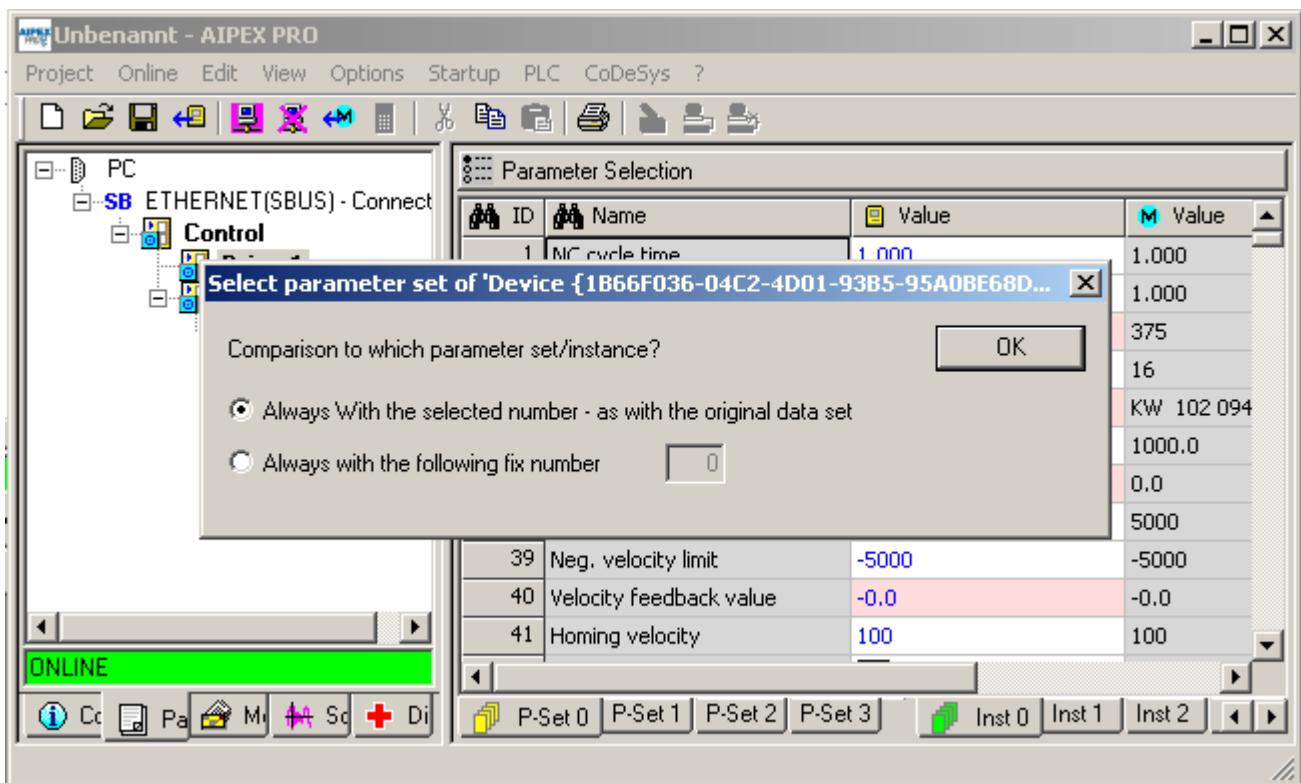 Unbenannt - AIPEX PRO
Project Online Edit View Options Startup PLC CoDeSys ?
PC
SB ETHERNET(SBUS) - Connect
Control
Parameter Selection
ID Name Value M Value
1 NC cycle time 1.000 1.000
1.000
375
16
KW 102 094
1000.0
0.0
5000
Select parameter set of 'Device {1B66F036-04C2-4D01-93B5-95A0BE68D...
Comparison to which parameter set/instance?
OK
Always With the selected number - as with the original data set
Always with the following fix number 0
39 Neg. velocity limit -5000 -5000
40 Velocity feedback value -0.0 -0.0
41 Homing velocity 100 100
ONLINE
Pa Di
P-Set 0 P-Set 1 P-Set 2 P-Set 3 Inst 0 Inst 1 Inst 2